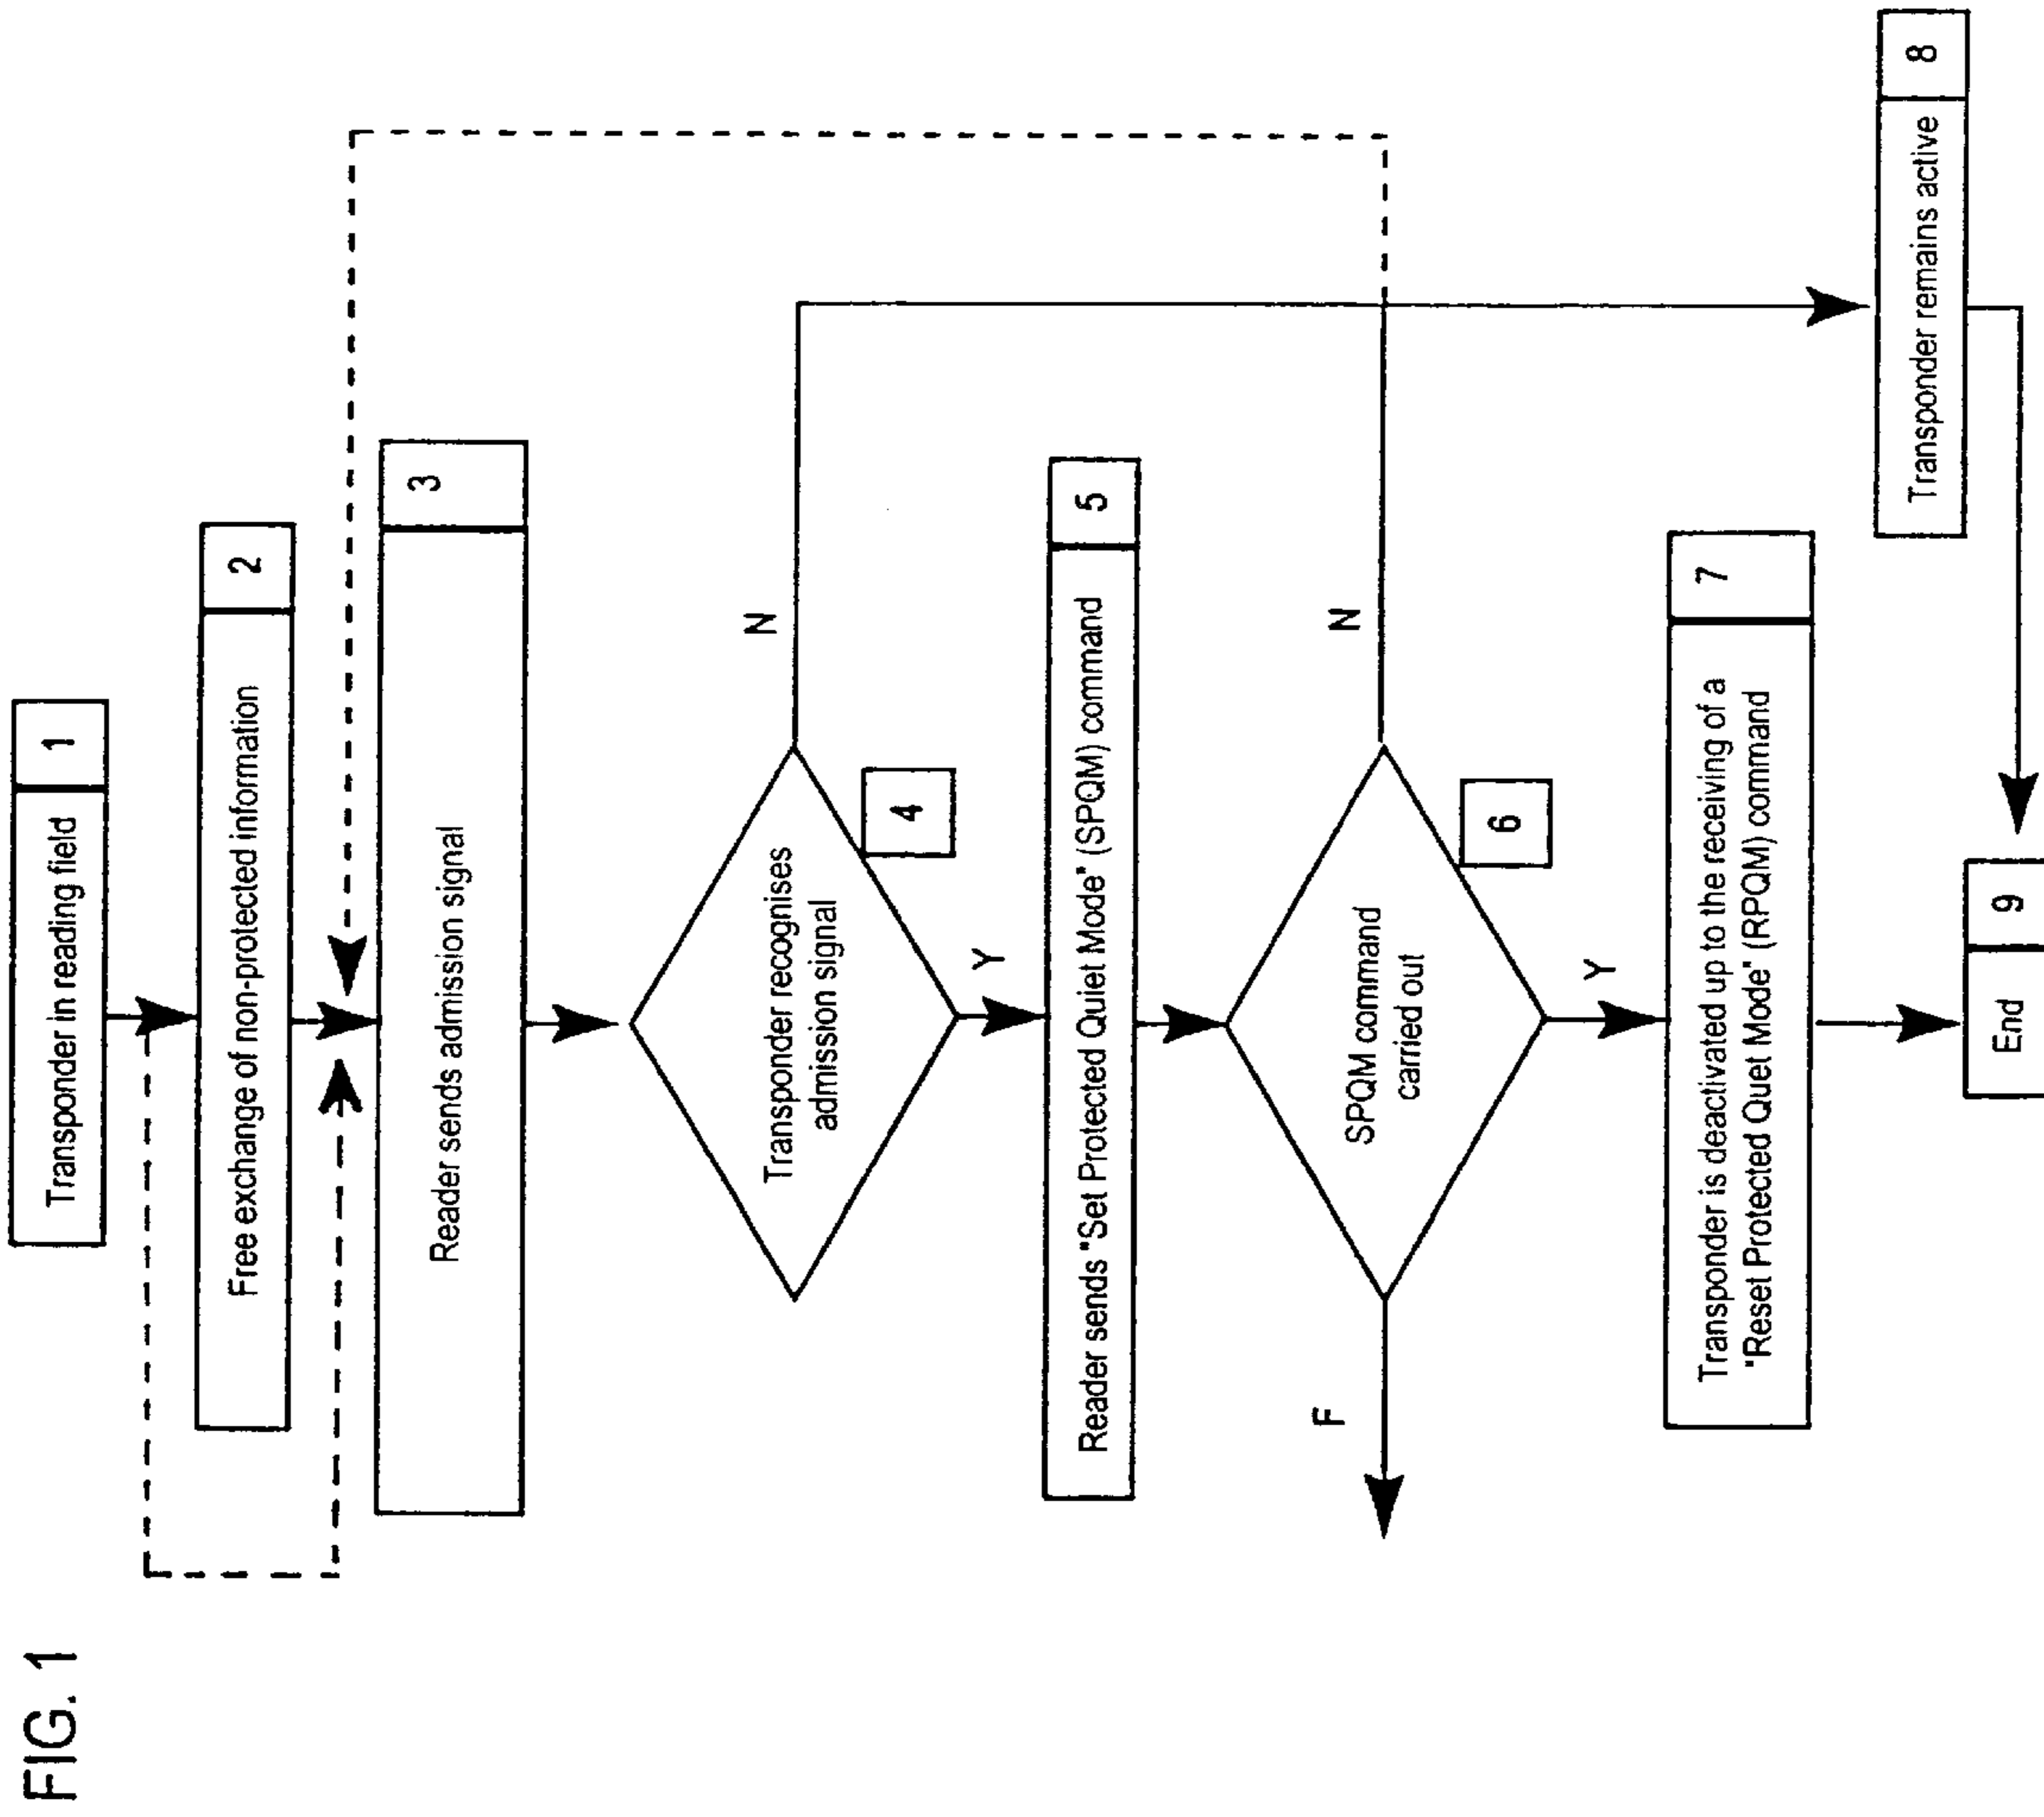 FIG. 1
Transponder in reading field
1
Free exchange of non-protected information
2
Reader sends admission signal
3
Transponder recognises
admission signal
4
N
Y
Reader sends "Set Protected Quiet Mode" (SPQM) command
5
SPQM command
carried out
6
F
N
Y
Transponder is deactivated up to the receiving of a
"Reset Protected Quet Mode" (RPQM) command
7
Transponder remains active
8
End
9